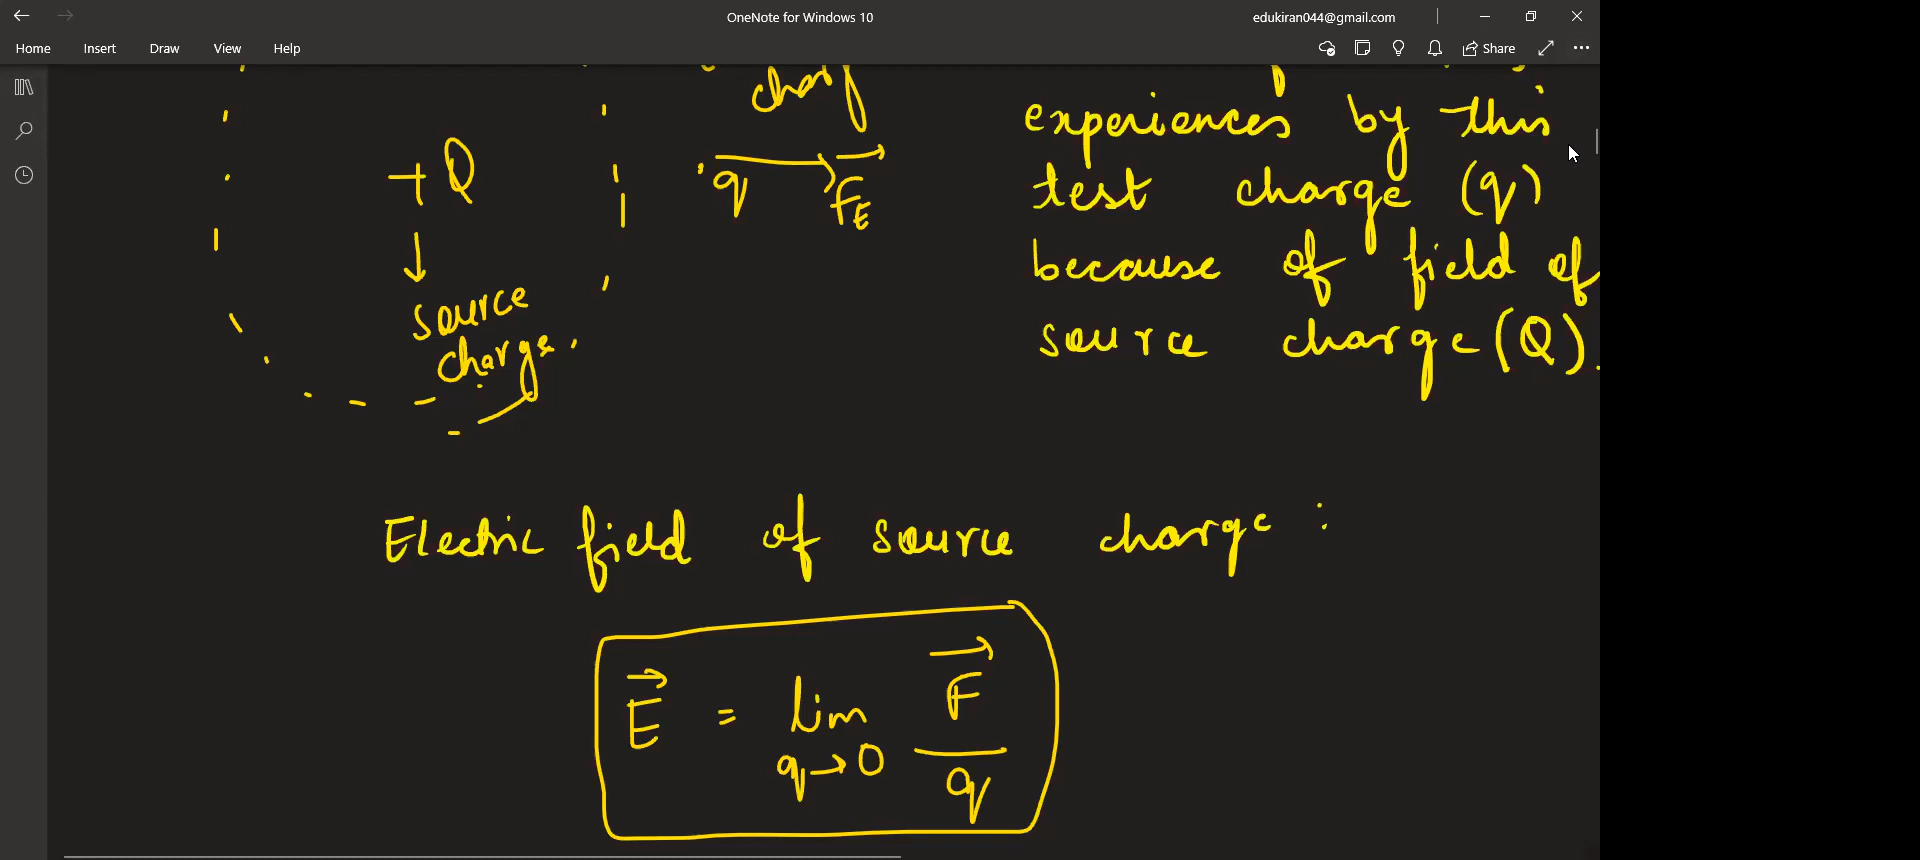 OneNote for Windows 10
edukiran044@gmail.com
Home Insert Draw View Help
Share
experiences by this
test charge (q)
because of field of
source charge (Q).
+Q
source
charge
q F_E
Electric field of source charge :
E = lim q→0 F/q